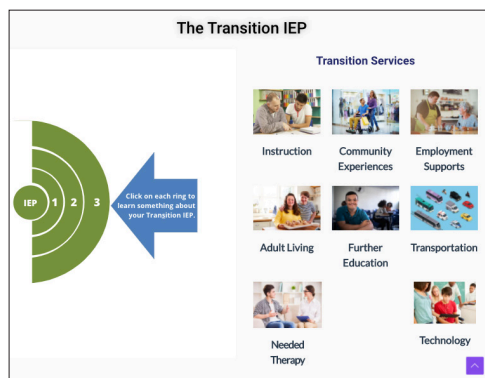 The Transition IEP
IEP 1 2 3
Click on each ring to
learn something about
your Transition IEP.
Transition Services
Instruction
Community
Experiences
Employment
Supports
Adult Living
Further
Education
Transportation
Needed
Therapy
Technology